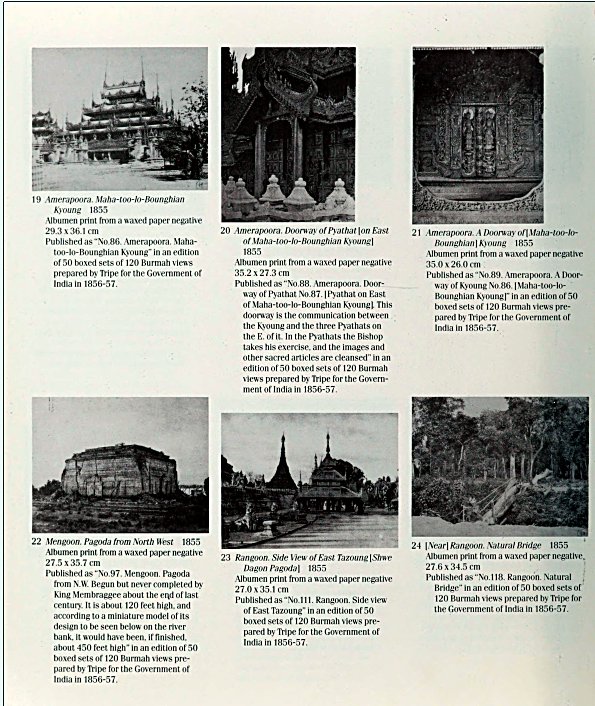 19 Amerapoora. Maha-too-lo-Bounghian
Kyoung 1855
Albumen print from a waxed paper negative
29.3 x 36.1 cm
Published as “No.86. Amerapoora. Maha-
too-lo-Bounghian Kyoung” in an edition
of 50 boxed sets of 120 Burmah views
prepared by Tripe for the Government of
India in 1856-57.
20 Amerapoora. Doorway of Pyathat [on East
of Maha-too-lo-Bounghian Kyoung]
1855
Albumen print from a waxed paper negative
35.2 x 27.3 cm
Published as “No.88. Amerapoora. Door-
way of Pyathat No.87. [Pyathat on East
of Maha-too-lo-Bounghian Kyoung]. This
doorway is the communication between
the Kyoung and the three Pyathats on
the E. of it. In the Pyathats the Bishop
takes his exercise, and the images and
other sacred articles are cleansed” in an
edition of 50 boxed sets of 120 Burmah
views prepared by Tripe for the Govern-
ment of India in 1856-57.
21 Amerapoora. A Doorway of [Maha-too-lo-
Bounghian] Kyoung 1855
Albumen print from a waxed paper negative
35.0 x 26.0 cm
Published as “No.89. Amerapoora. A Door-
way of Kyoung No.86. [Maha-too-lo-
Bounghian Kyoung]” in an edition of 50
boxed sets of 120 Burmah views pre-
pared by Tripe for the Government of
India in 1856-57.
22 Mengoon. Pagoda from North West 1855
Albumen print from a waxed paper negative
27.5 x 35.7 cm
Published as “No.97. Mengoon. Pagoda
from N.W. Begun but never completed by
King Membraggee about the end of last
century. It is about 120 feet high, and
according to a miniature model of its
design to be seen below on the river
bank, it would have been, if finished,
about 450 feet high” in an edition of 50
boxed sets of 120 Burmah views pre-
pared by Tripe for the Government of
India in 1856-57.
23 Rangoon. Side View of East Tazoung [Shwe
Dagon Pagoda] 1855
Albumen print from a waxed paper negative
27.0 x 35.1 cm
Published as “No.111. Rangoon. Side view
of East Tazoung” in an edition of 50
boxed sets of 120 Burmah views pre-
pared by Tripe for the Government of
India in 1856-57.
24 [Near] Rangoon. Natural Bridge 1855
Albumen print from a waxed paper negative
27.6 x 34.5 cm
Published as “No.118. Rangoon. Natural
Bridge” in an edition of 50 boxed sets of
120 Burmah views prepared by Tripe for
the Government of India in 1856-57.